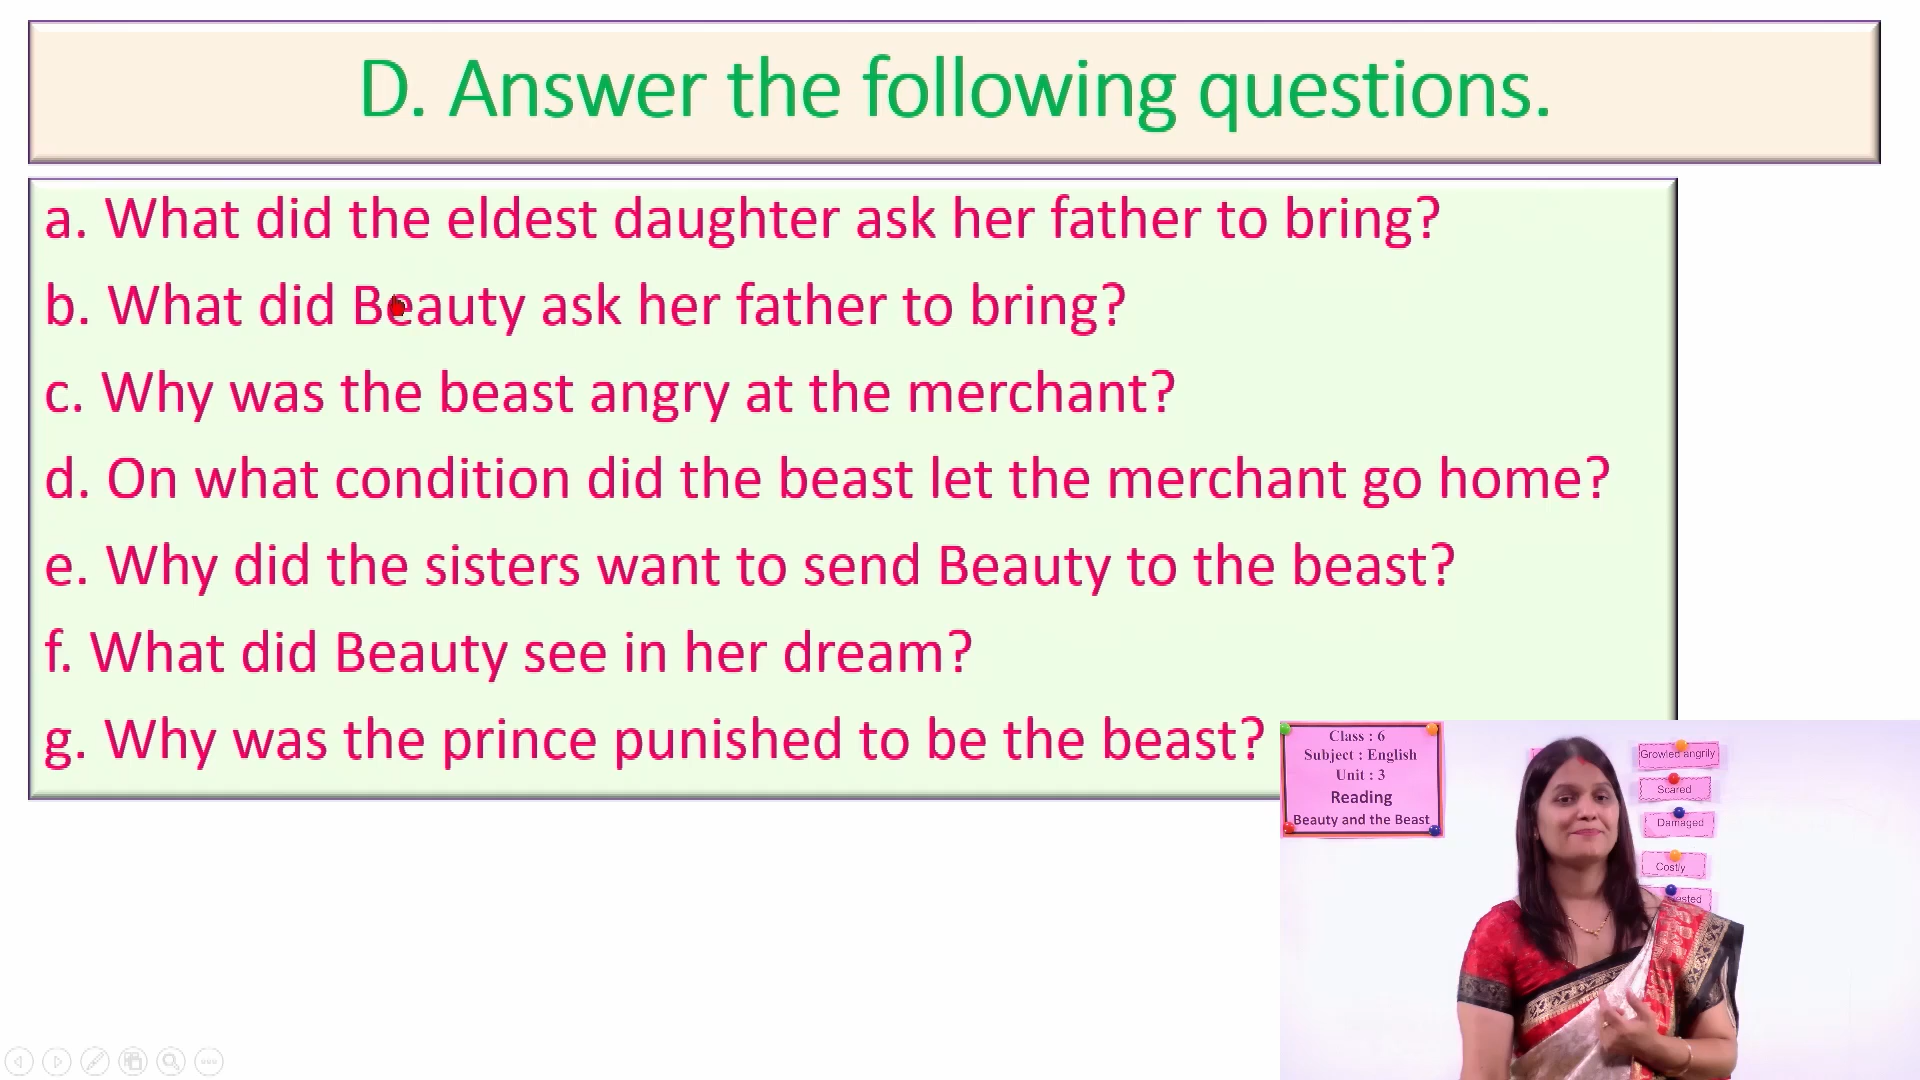 D. Answer the following questions.
a. What did the eldest daughter ask her father to bring?
b. What did Beauty ask her father to bring?
c. Why was the beast angry at the merchant?
d. On what condition did the beast let the merchant go home?
e. Why did the sisters want to send Beauty to the beast?
f. What did Beauty see in her dream?
g. Why was the prince punished to be the beast?
Class : 6
Subject : English
Unit : 3
Reading
Beauty and the Beast
Growled angrily
Scared
Damaged
Costly